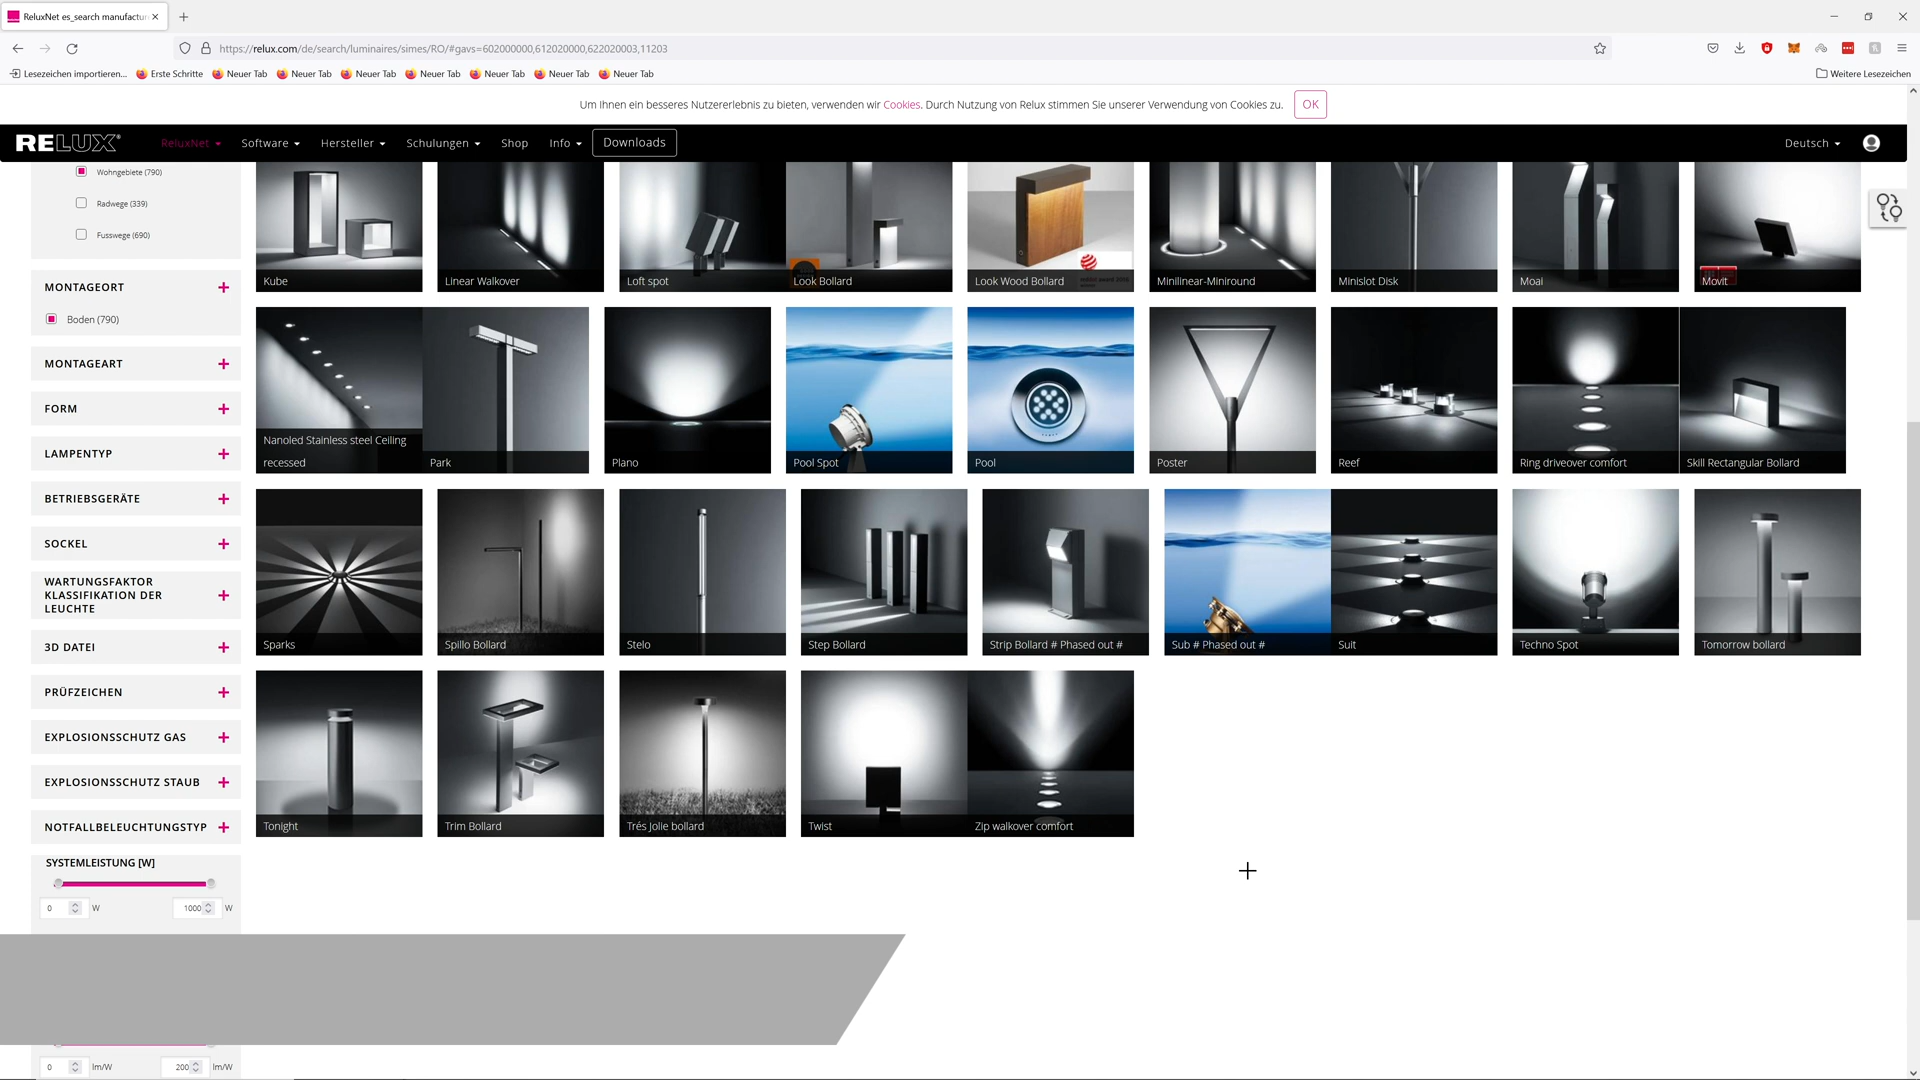 ReluxNet es_search manufactur
https://relux.com/de/search/luminaires/simes/RO/#gavs=602000000,612020000,622020003,11203
Lesezeichen importieren...
Erste Schritte
Neuer Tab
Neuer Tab
Neuer Tab
Neuer Tab
Neuer Tab
Neuer Tab
Neuer Tab
Weitere Lesezeichen
Um Ihnen ein besseres Nutzererlebnis zu bieten, verwenden wir Cookies. Durch Nutzung von Relux stimmen Sie unserer Verwendung von Cookies zu.
OK
RELUX
ReluxNet
Software
Hersteller
Schulungen
Shop
Info
Downloads
Deutsch
Wohngebiete (790)
Radwege (339)
Fusswege (690)
MONTAGEORT
Boden (790)
MONTAGEART
FORM
LAMPENTYP
BETRIEBSGERÄTE
SOCKEL
WARTUNGSFAKTOR
KLASSIFIKATION DER
LEUCHTE
3D DATEI
PRÜFZEICHEN
EXPLOSIONSSCHUTZ GAS
EXPLOSIONSSCHUTZ STAUB
NOTFALLBELEUCHTUNGSTYP
SYSTEMLEISTUNG [W]
0 W 1000 W
0 lm/W 200 lm/W
Kube
Linear Walkover
Loft spot
Look Bollard
Look Wood Bollard
Minilinear-Miniround
Minislot Disk
Moai
Movit
Nanoled Stainless steel Ceiling
recessed
Park
Plano
Pool Spot
Pool
Poster
Reef
Ring driveover comfort
Skill Rectangular Bollard
Sparks
Spillo Bollard
Stelo
Step Bollard
Strip Bollard # Phased out #
Sub # Phased out #
Suit
Techno Spot
Tomorrow bollard
Tonight
Trim Bollard
Trés Jolie bollard
Twist
Zip walkover comfort